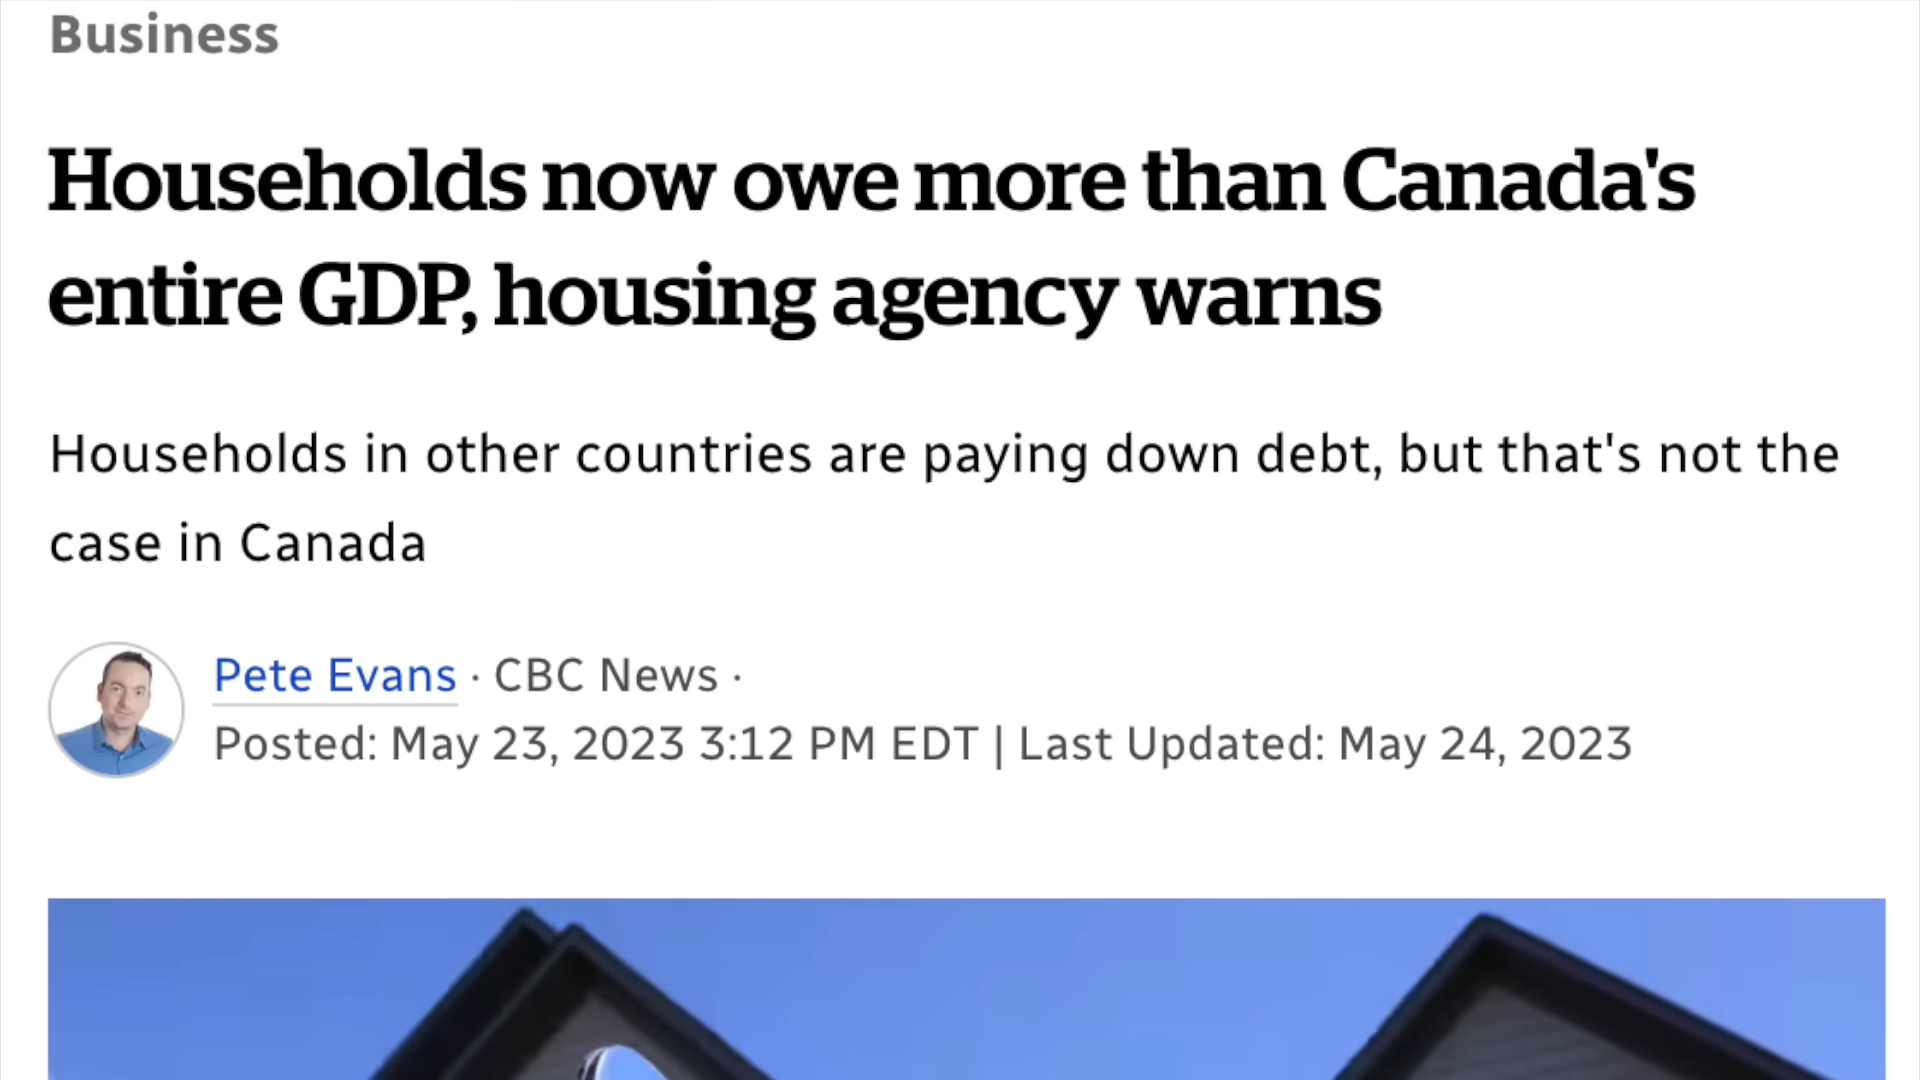 Business
Households now owe more than Canada's
entire GDP, housing agency warns
Households in other countries are paying down debt, but that's not the
case in Canada
Pete Evans · CBC News ·
Posted: May 23, 2023 3:12 PM EDT | Last Updated: May 24, 2023